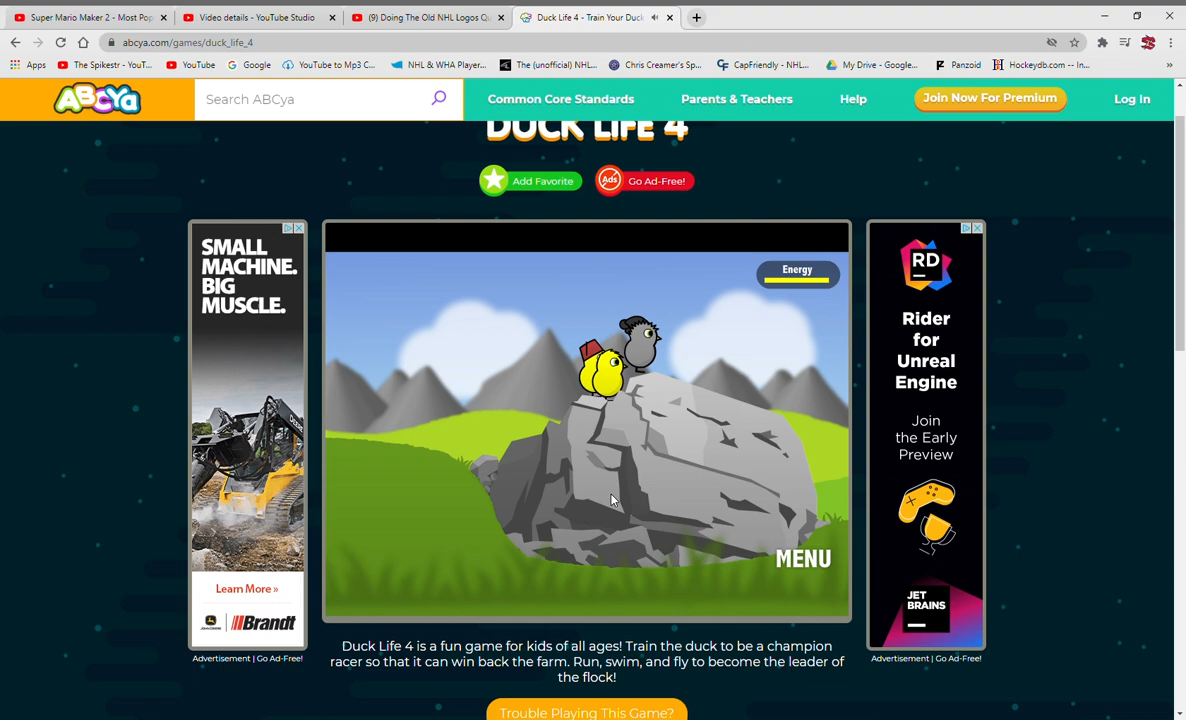 Super Mario Maker 2 - Most Pop
Video details - YouTube Studio
(9) Doing The Old NHL Logos Qu
Duck Life 4 - Train Your Duck
abcya.com/games/duck_life_4
Apps
The Spikestr - YouT...
YouTube
Google
YouTube to Mp3 C...
NHL & WHA Player...
The (unofficial) NHL...
Chris Creamer's Sp...
CapFriendly - NHL...
My Drive - Google...
Panzoid
Hockeydb.com -- In...
»
ABCYa
Search ABCya
Common Core Standards
Parents & Teachers
Help
Join Now For Premium
Log In
DUCK LIFE 4
Add Favorite
Ads
Go Ad-Free!
SMALL
MACHINE.
BIG
MUSCLE.
Learn More »
JOHN DEERE
Brandt
Advertisement | Go Ad-Free!
Energy
MENU
RD
Rider
for
Unreal
Engine
Join
the Early
Preview
JET
BRAINS
Advertisement | Go Ad-Free!
Duck Life 4 is a fun game for kids of all ages! Train the duck to be a champion
racer so that it can win back the farm. Run, swim, and fly to become the leader of
the flock!
Trouble Playing This Game?